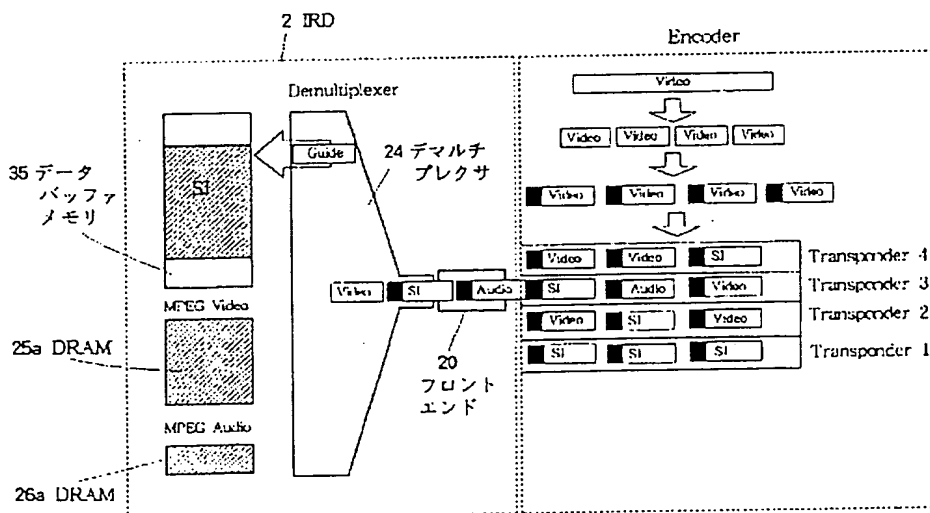 2 IRD
Encoder
Demultiplexer
Video
Video Video Video Video
Video Video Video Video
Guide
24 デマルチ
プレクサ
35 データ
バッファ
メモリ
SI
Video SI Audio
Video Video SI Transponder 4
SI Audio Video Transponder 3
Video SI Video Transponder 2
SI SI SI Transponder 1
MPEG Video
25a DRAM
20
フロント
エンド
MPEG Audio
26a DRAM